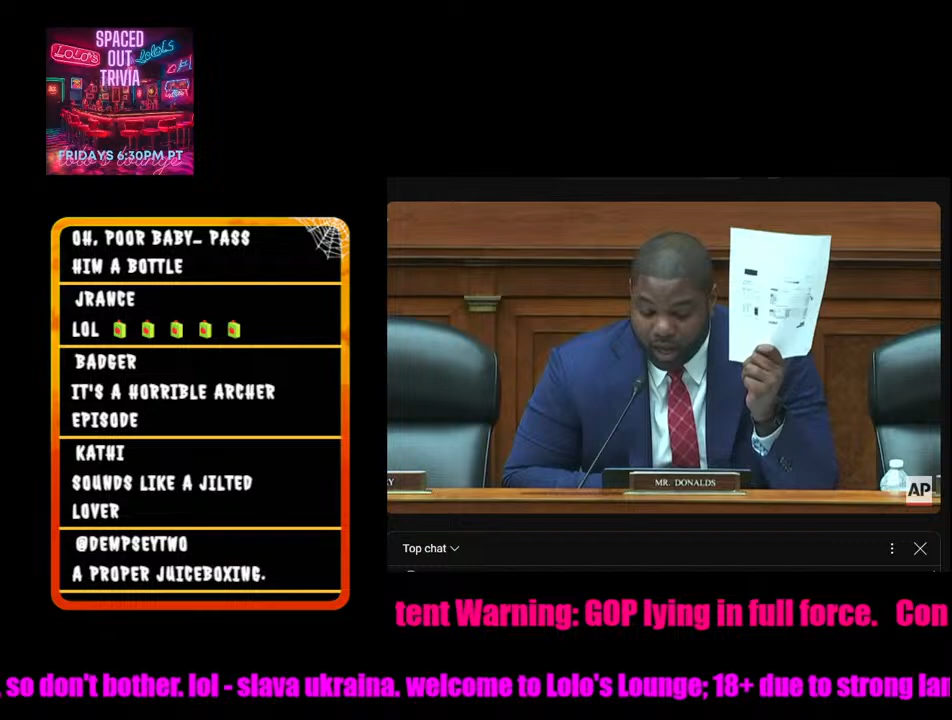 SPACED
OUT
TRIVIA
LOLO'S
LOLO'S
FRIDAYS 6:30PM PT
lolo's lounge
OH, POOR BABY_ PASS
HIM A BOTTLE
JRANCE
LOL
BADGER
IT'S A HORRIBLE ARCHER
EPISODE
KATHI
SOUNDS LIKE A JILTED
LOVER
@DEMPSEYTWO
A PROPER JUICEBOXING.
Y
MR. DONALDS
AP
Top chat
tent Warning: GOP lying in full force. Con
so don't bother. lol - slava ukraina. welcome to Lolo's Lounge; 18+ due to strong lan